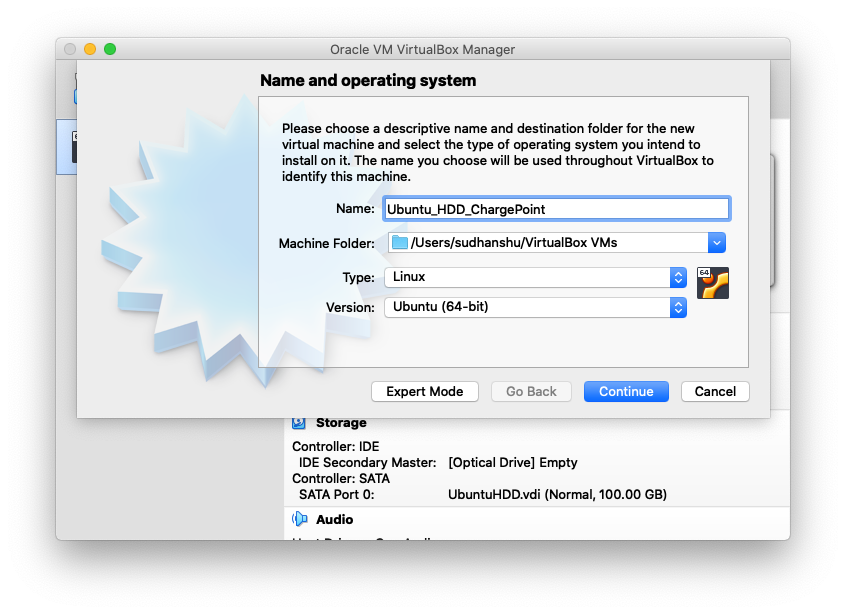 Oracle VM VirtualBox Manager
Name and operating system
Please choose a descriptive name and destination folder for the new
virtual machine and select the type of operating system you intend to
install on it. The name you choose will be used throughout VirtualBox to
identify this machine.
Name: Ubuntu_HDD_ChargePoint
Machine Folder: /Users/sudhanshu/VirtualBox VMs
Type: Linux
64
Version: Ubuntu (64-bit)
Expert Mode Go Back Continue Cancel
Storage
Controller: IDE
IDE Secondary Master: [Optical Drive] Empty
Controller: SATA
SATA Port 0: UbuntuHDD.vdi (Normal, 100.00 GB)
Audio